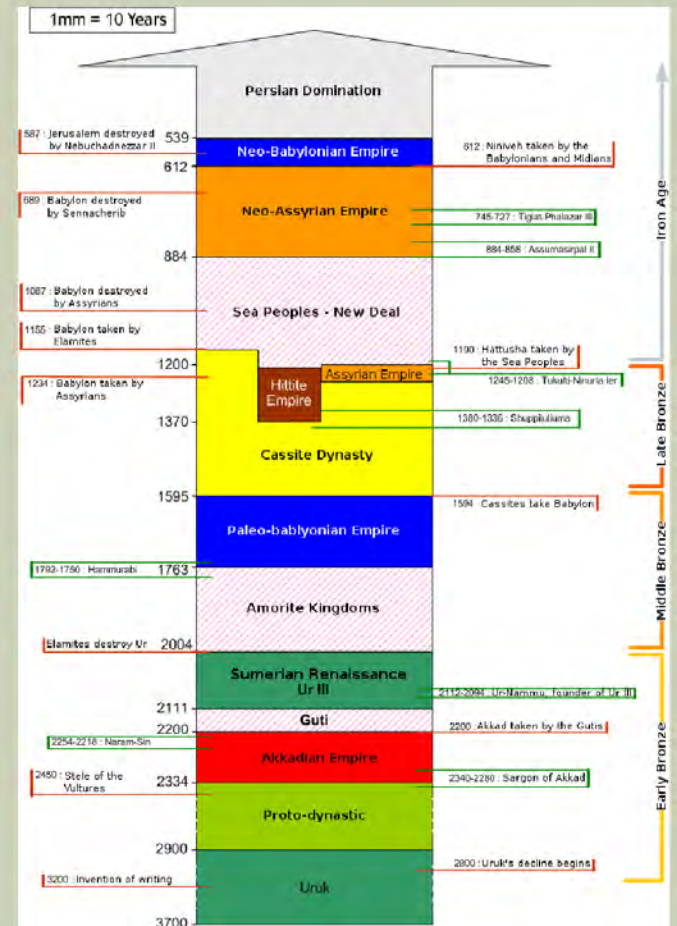 1mm = 10 Years
Persian Domination
587 : Jerusalem destroyed
by Nebuchadnezzar II
539
Neo-Babylonian Empire
612 : Niniveh taken by the
Babylonians and Midians
612
689 : Babylon destroyed
by Sennacherib
Neo-Assyrian Empire
745-727 : Tiglat-Phalazar III
884-858 : Assurnasirpal II
884
1087 : Babylon destroyed
by Assyrians
Sea Peoples - New Deal
1155 : Babylon taken by
Elamites
1200
1190 : Hattusha taken by
the Sea Peoples
Assyrian Empire
1245-1208 : Tukulti-Ninurta Ier
1234 : Babylon taken by
Assyrians
Hittite
Empire
1370
1380-1336 : Shuppiluliuma
Cassite Dynasty
1595
1594 : Cassites take Babylon
Paleo-bablyonian Empire
1792-1750 : Hammurabi
1763
Amorite Kingdoms
Elamites destroy Ur
2004
Sumerian Renaissance
Ur III
2112-2094 : Ur-Nammu, founder of Ur III
2111
Guti
2200
2200 : Akkad taken by the Gutis
2254-2218 : Naram-Sin
Akkadian Empire
2450 : Stele of the
Vultures
2334
2340-2280 : Sargon of Akkad
Proto-dynastic
2900
2800 : Uruk's decline begins
3200 : Invention of writing
Uruk
3700
Iron Age
Late Bronze
Middle Bronze
Early Bronze